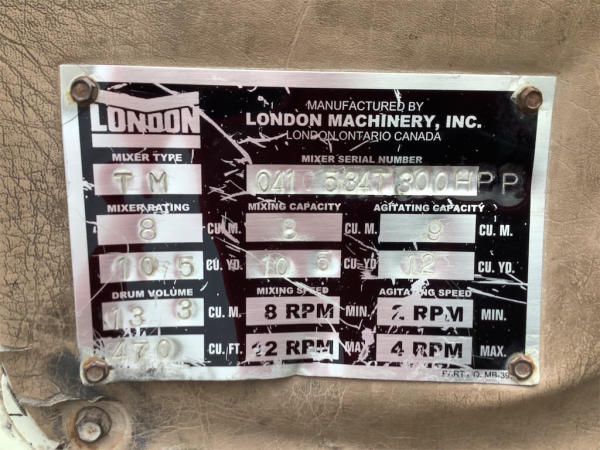 LONDON
MANUFACTURED BY
LONDON MACHINERY, INC.
LONDON, ONTARIO CANADA
MIXER TYPE
MIXER SERIAL NUMBER
TM
MIXER RATING
MIXING CAPACITY
AGITATING CAPACITY
8 CU. M. 8 CU. M. 9 CU. M.
10.5 CU. YD. 10 5 CU. YD. 12 CU. YD.
DRUM VOLUME
MIXING SPEED
AGITATING SPEED
13 3 CU. M. 8 RPM MIN. 2 RPM MIN.
470 CU. FT. 12 RPM MAX. 4 RPM MAX.